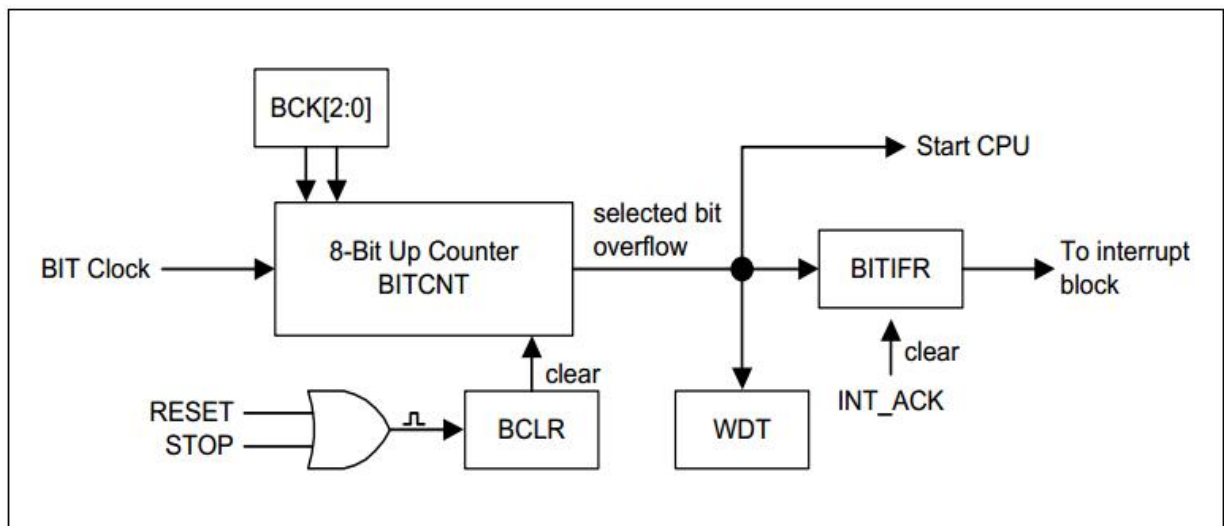 BCK[2:0]
Start CPU
selected bit
overflow
8-Bit Up Counter
BITCNT
BIT Clock
BITIFR
To interrupt
block
clear
clear
INT_ACK
RESET
STOP
BCLR
WDT